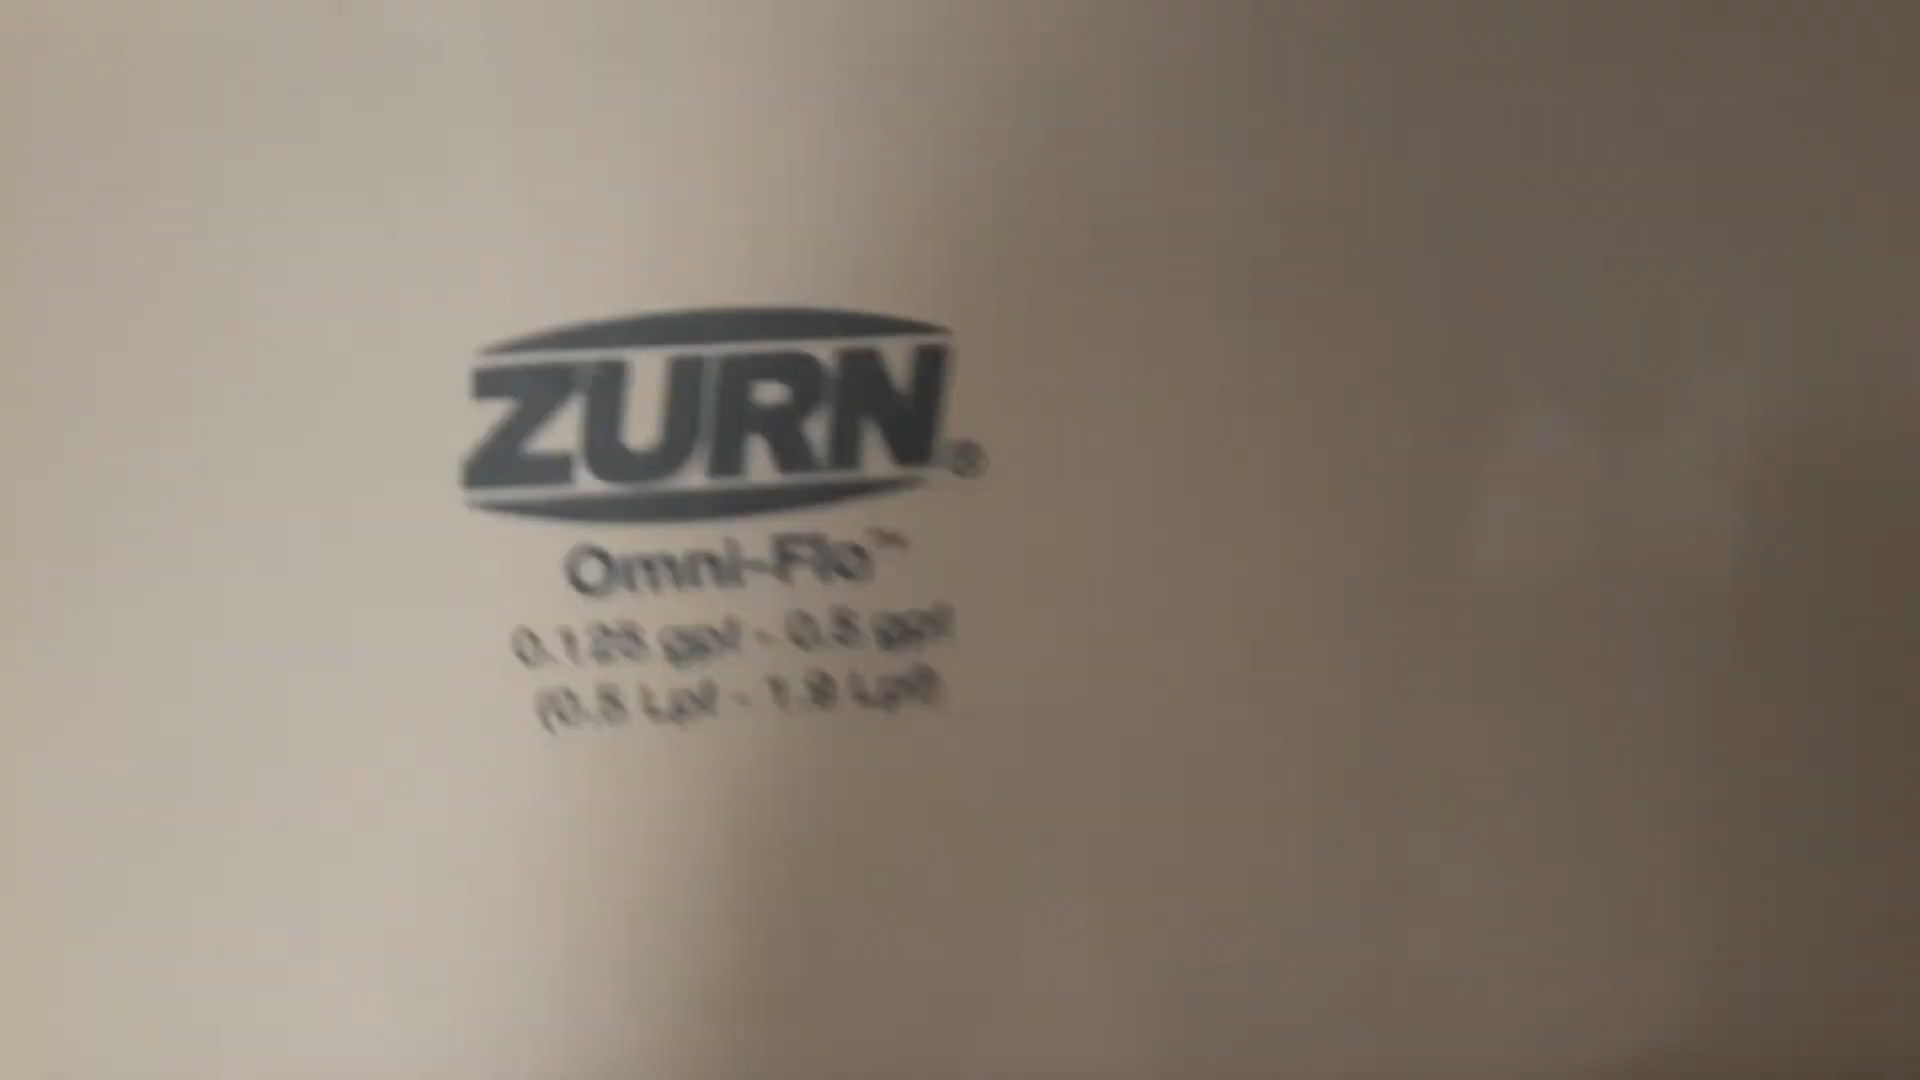 ZURN®
Omni-Flo™
0.125 gpf - 0.5 gpf
(0.5 Lpf - 1.9 Lpf)